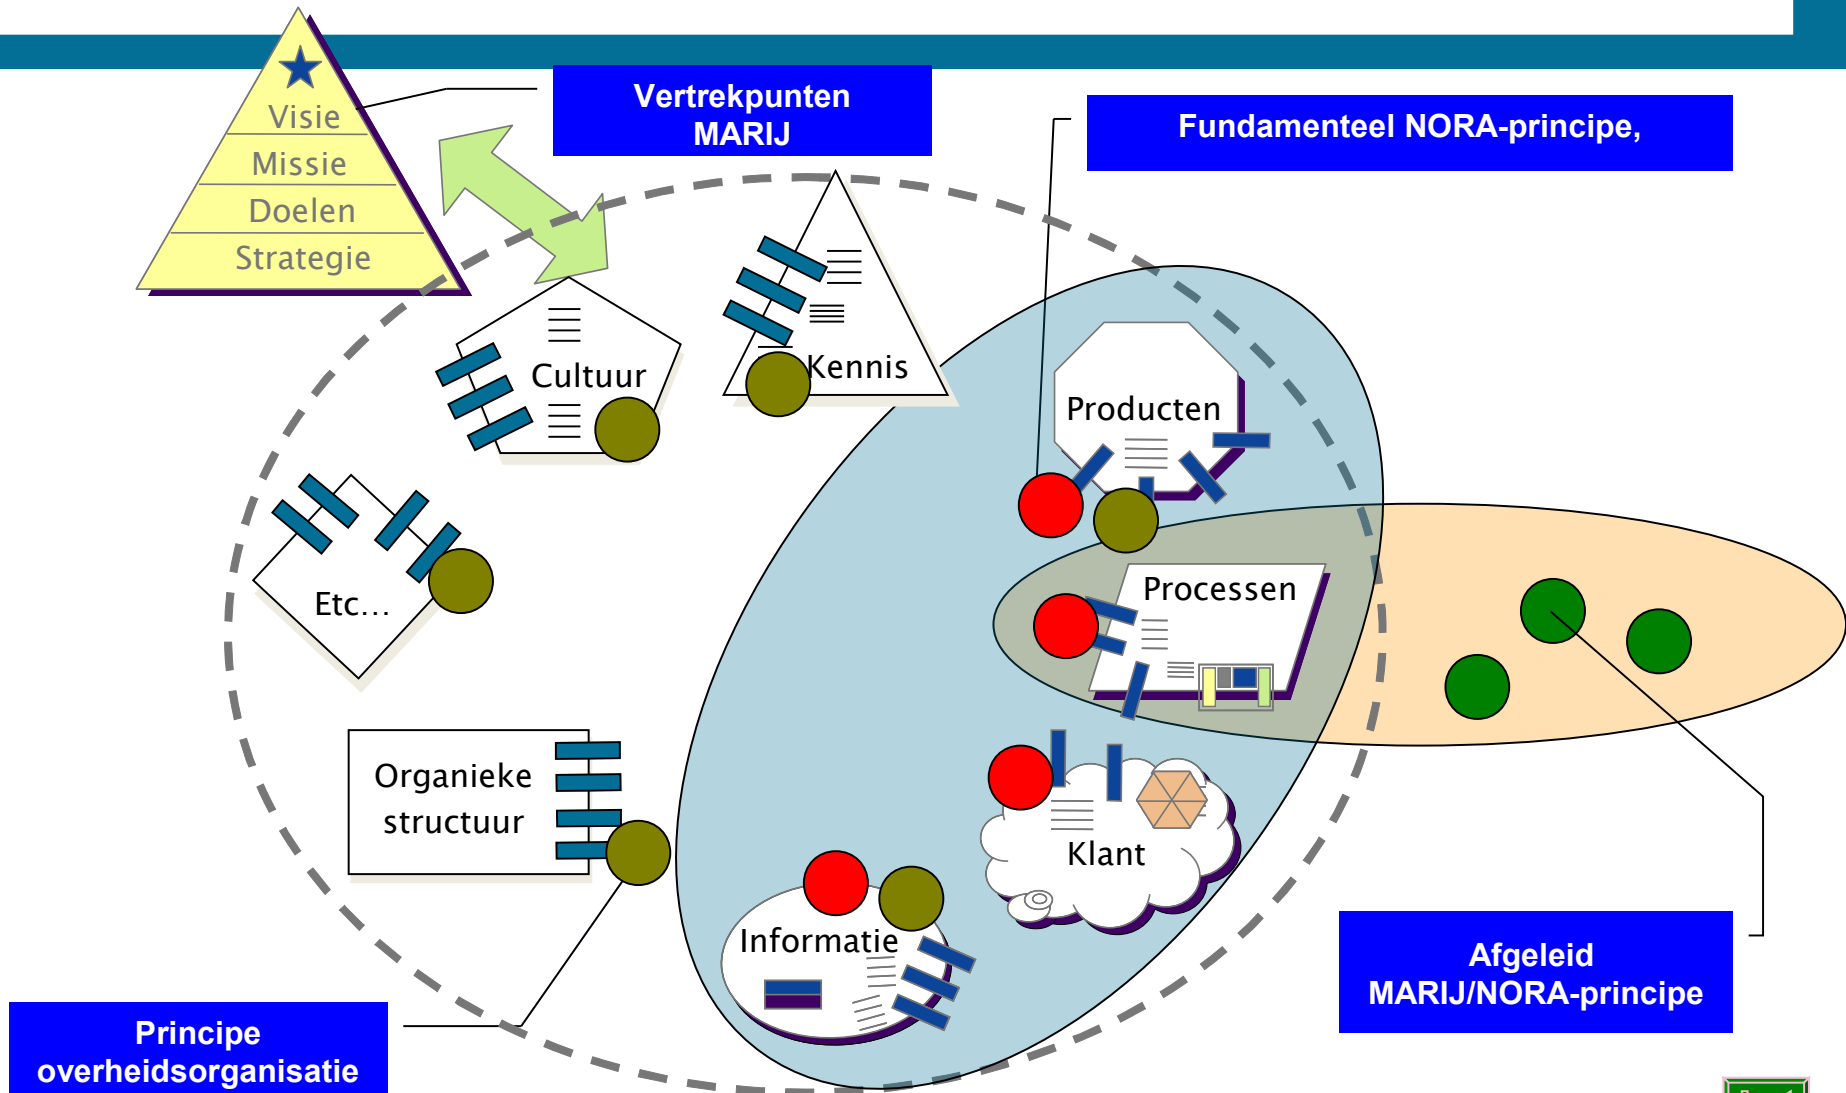 Visie
Missie
Doelen
Strategie
Vertrekpunten
MARIJ
Fundamenteel NORA-principe,
Cultuur
Kennis
Producten
Etc...
Processen
Organieke
structuur
Klant
Informatie
Afgeleid
MARIJ/NORA-principe
Principe
overheidsorganisatie